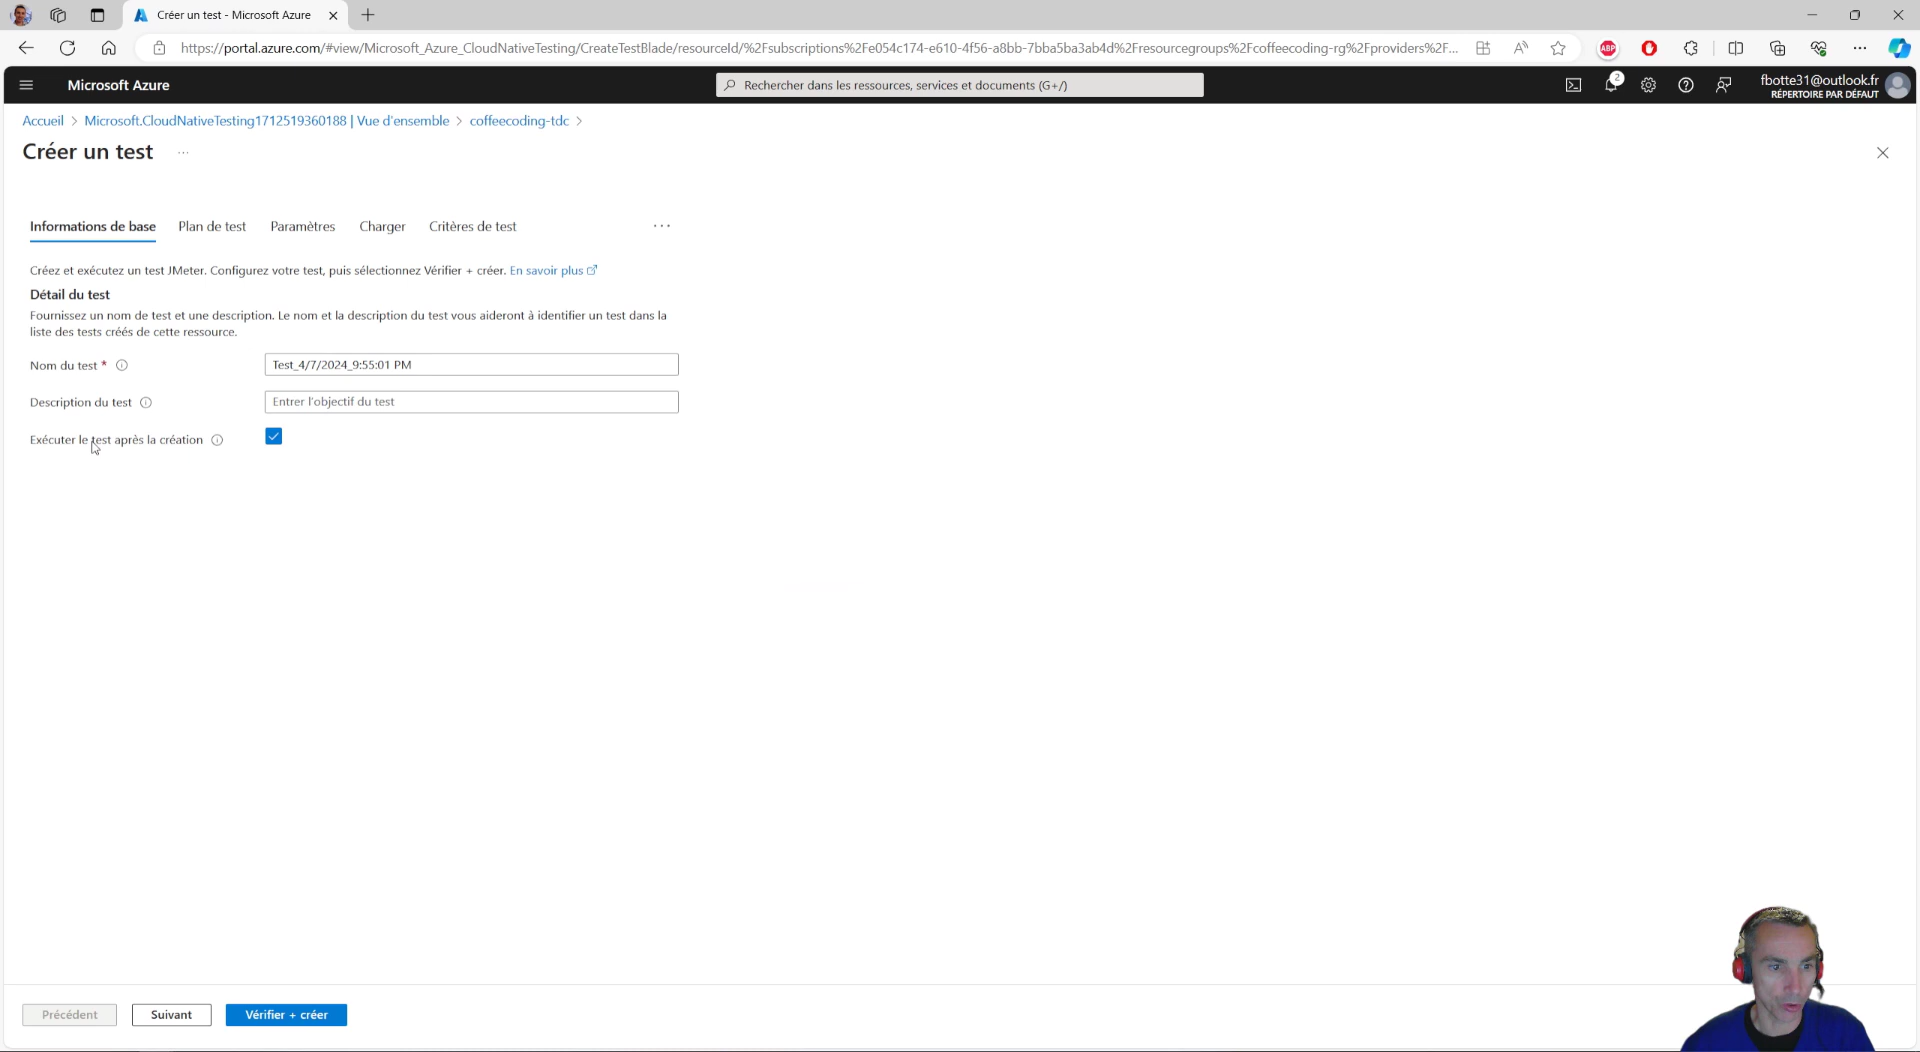 Créer un test - Microsoft Azure
https://portal.azure.com/#view/Microsoft_Azure_CloudNativeTesting/CreateTestBlade/resourceId/%2Fsubscriptions%2Fe054c174-e610-4f56-a8bb-7bba5ba3ab4d%2Fresourcegroups%2Fcoffeecoding-rg%2Fproviders%2F...
ABP
Microsoft Azure
Rechercher dans les ressources, services et documents (G+/)
2
fbotte31@outlook.fr
RÉPERTOIRE PAR DÉFAUT
Accueil > Microsoft.CloudNativeTesting1712519360188 | Vue d'ensemble > coffeecoding-tdc >
Créer un test ...
Informations de base Plan de test Paramètres Charger Critères de test ...
Créez et exécutez un test JMeter. Configurez votre test, puis sélectionnez Vérifier + créer. En savoir plus
Détail du test
Fournissez un nom de test et une description. Le nom et la description du test vous aideront à identifier un test dans la
liste des tests créés de cette ressource.
Nom du test * Test_4/7/2024_9:55:01 PM
Description du test Entrer l'objectif du test
Exécuter le test après la création
Précédent Suivant Vérifier + créer